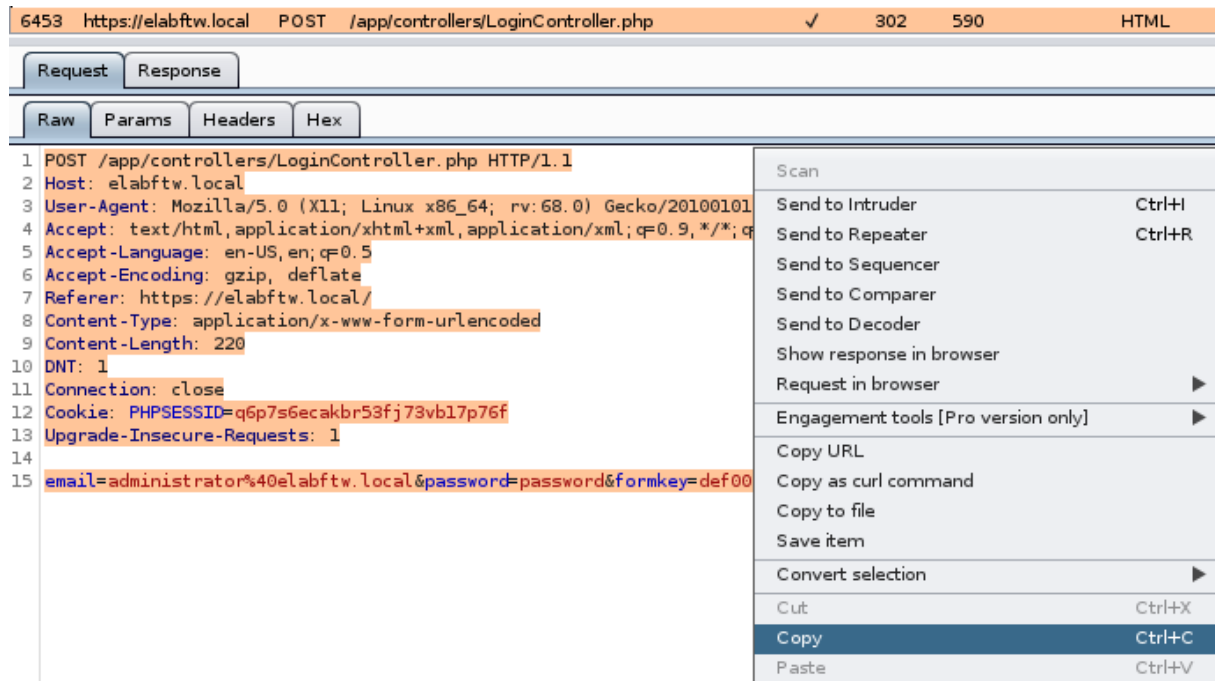 6453 https://elabftw.local POST /app/controllers/LoginController.php ✓ 302 590 HTML
Request Response
Raw Params Headers Hex
1 POST /app/controllers/LoginController.php HTTP/1.1
2 Host: elabftw.local
3 User-Agent: Mozilla/5.0 (X11; Linux x86_64; rv:68.0) Gecko/20100101
4 Accept: text/html,application/xhtml+xml,application/xml;q=0.9,*/*;q=
5 Accept-Language: en-US,en;q=0.5
6 Accept-Encoding: gzip, deflate
7 Referer: https://elabftw.local/
8 Content-Type: application/x-www-form-urlencoded
9 Content-Length: 220
10 DNT: 1
11 Connection: close
12 Cookie: PHPSESSID=q6p7s6ecakbr53fj73vb17p76f
13 Upgrade-Insecure-Requests: 1
14
15 email=administrator%40elabftw.local&password=password&formkey=def00
Scan
Send to Intruder Ctrl+I
Send to Repeater Ctrl+R
Send to Sequencer
Send to Comparer
Send to Decoder
Show response in browser
Request in browser
Engagement tools [Pro version only]
Copy URL
Copy as curl command
Copy to file
Save item
Convert selection
Cut Ctrl+X
Copy Ctrl+C
Paste Ctrl+V